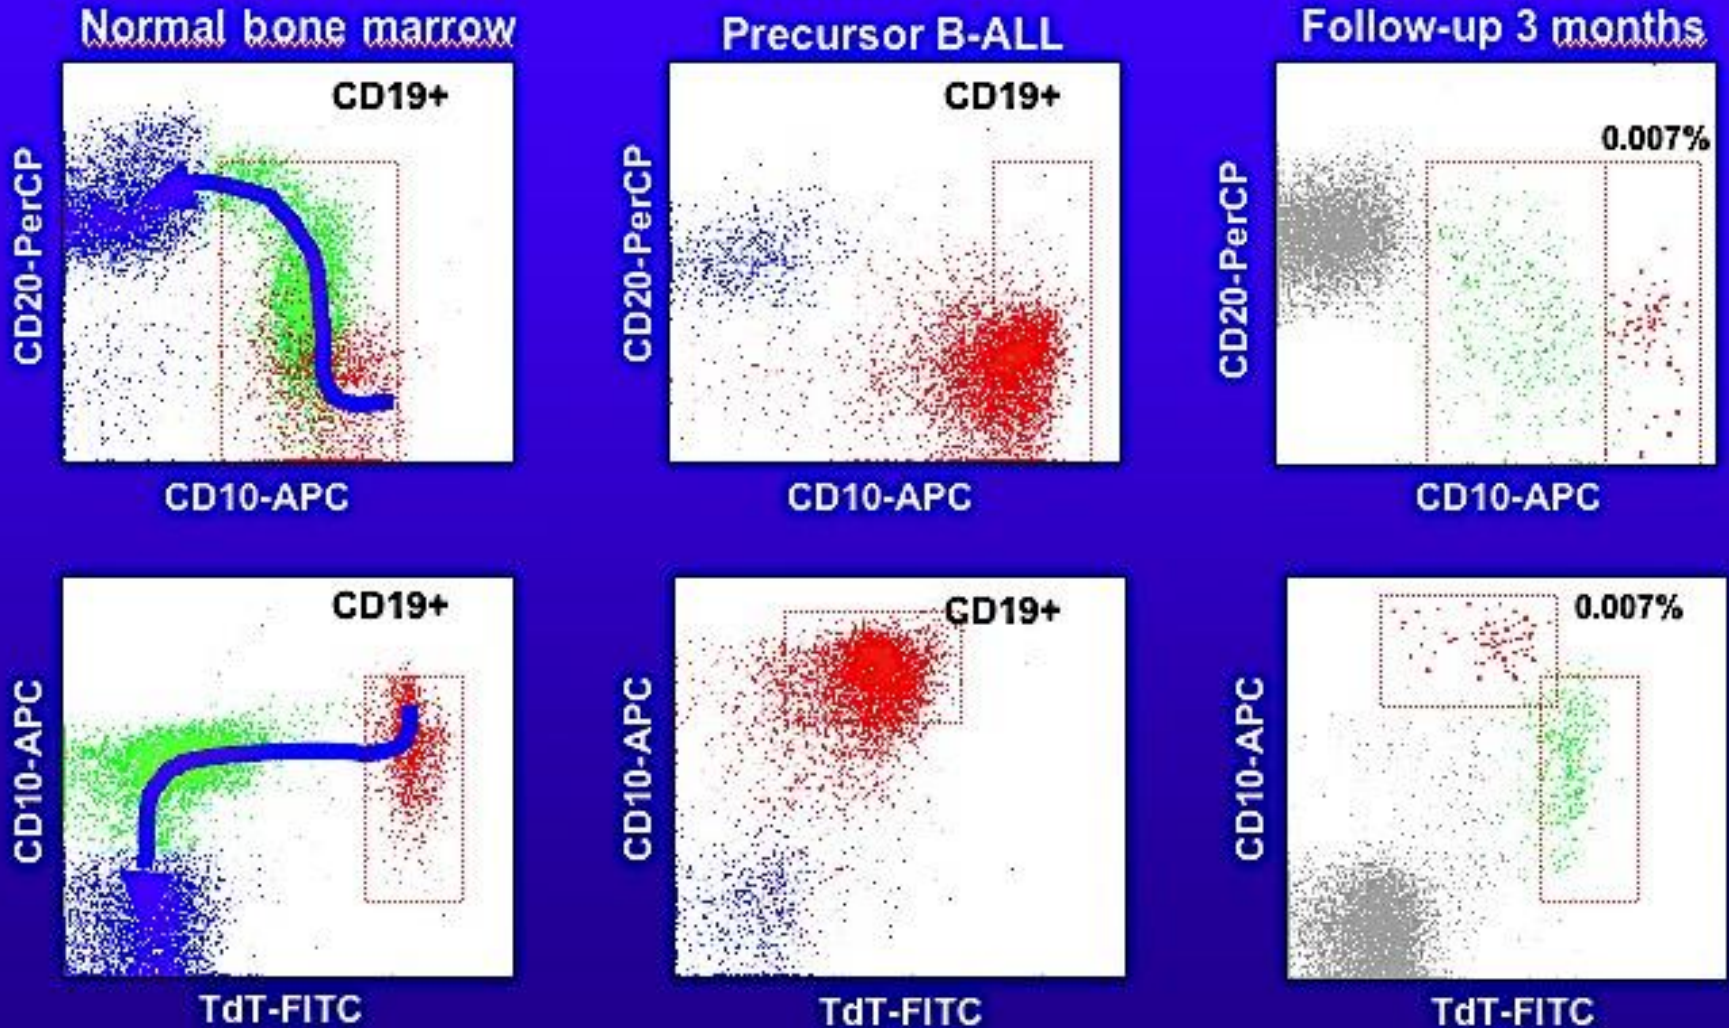 Normal bone marrow
Precursor B-ALL
Follow-up 3 months
CD19+
CD20-PerCP
CD10-APC
CD19+
CD20-PerCP
CD10-APC
0.007%
CD20-PerCP
CD10-APC
CD19+
CD10-APC
TdT-FITC
CD19+
CD10-APC
TdT-FITC
0.007%
CD10-APC
TdT-FITC